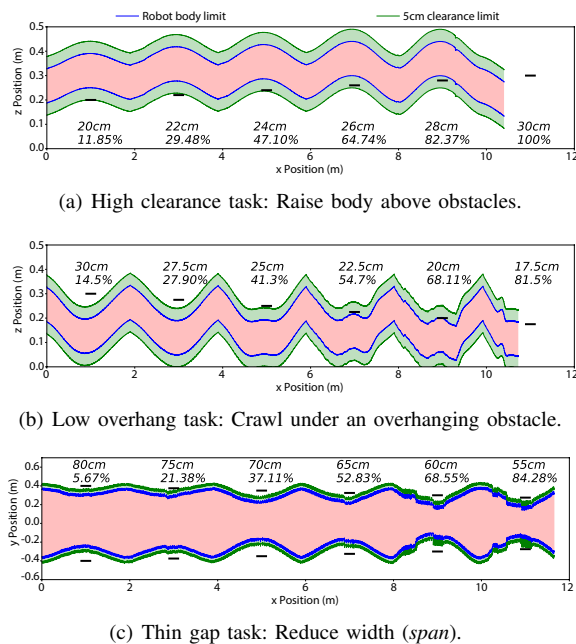 Robot body limit 5cm clearance limit
0.5
0.4
0.3
0.2
0.1
0.0
z Position (m)
20cm 22cm 24cm 26cm 28cm 30cm
11.85% 29.48% 47.10% 64.74% 82.37% 100%
0 2 4 6 8 10 12
x Position (m)
(a) High clearance task: Raise body above obstacles.
0.5
0.4
0.3
0.2
0.1
0.0
z Position (m)
30cm 27.5cm 25cm 22.5cm 20cm 17.5cm
14.5% 27.90% 41.3% 54.7% 68.11% 81.5%
0 2 4 6 8 10 12
x Position (m)
(b) Low overhang task: Crawl under an overhanging obstacle.
0.6
0.4
0.2
0.0
-0.2
-0.4
-0.6
y Position (m)
80cm 75cm 70cm 65cm 60cm 55cm
5.67% 21.38% 37.11% 52.83% 68.55% 84.28%
0 2 4 6 8 10 12
x Position (m)
(c) Thin gap task: Reduce width (span).